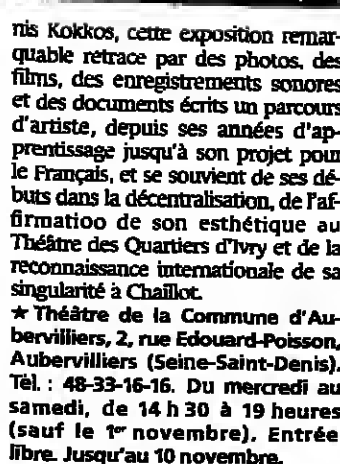 nis Kokkos, cette exposition remar-
quable retrace par des photos, des
films, des enregistrements sonores
et des documents écrits un parcours
d'artiste, depuis ses années d'ap-
prentissage jusqu'à son projet pour
le Français, et se souvient de ses dé-
buts dans la décentralisation, de l'af-
firmatioo de son esthétique au
Théâtre des Quartiers d'Ivry et de la
reconnaissance internationale de sa
singularité à Chaillot.
★ Théâtre de la Commune d'Au-
bervilliers, 2, rue Edouard-Poisson,
Aubervilliers (Seine-Saint-Denis).
Tél. : 48-33-16-16. Du mercredi au
samedi, de 14 h 30 à 19 heures
(sauf le 1er novembre). Entrée
libre. Jusqu'au 10 novembre.